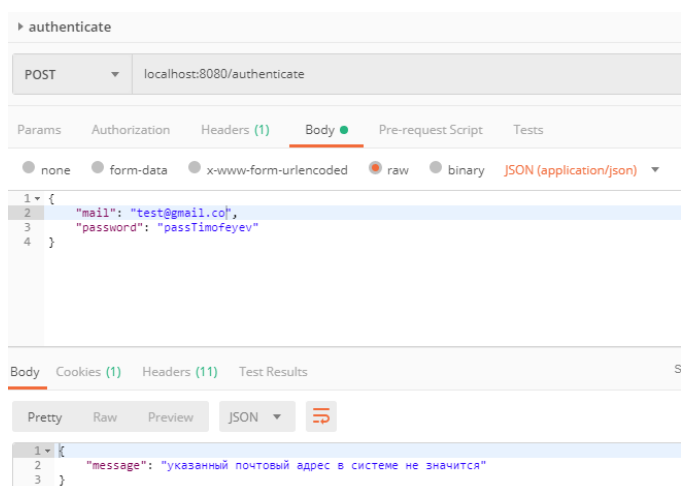 authenticate
POST localhost:8080/authenticate
Params Authorization Headers (1) Body Pre-request Script Tests
none form-data x-www-form-urlencoded raw binary JSON (application/json)
1 {
2 "mail": "test@gmail.co",
3 "password": "passTimofeyev"
4 }
Body Cookies (1) Headers (11) Test Results S
Pretty Raw Preview JSON
1 {
2 "message": "указанный почтовый адрес в системе не значится"
3 }